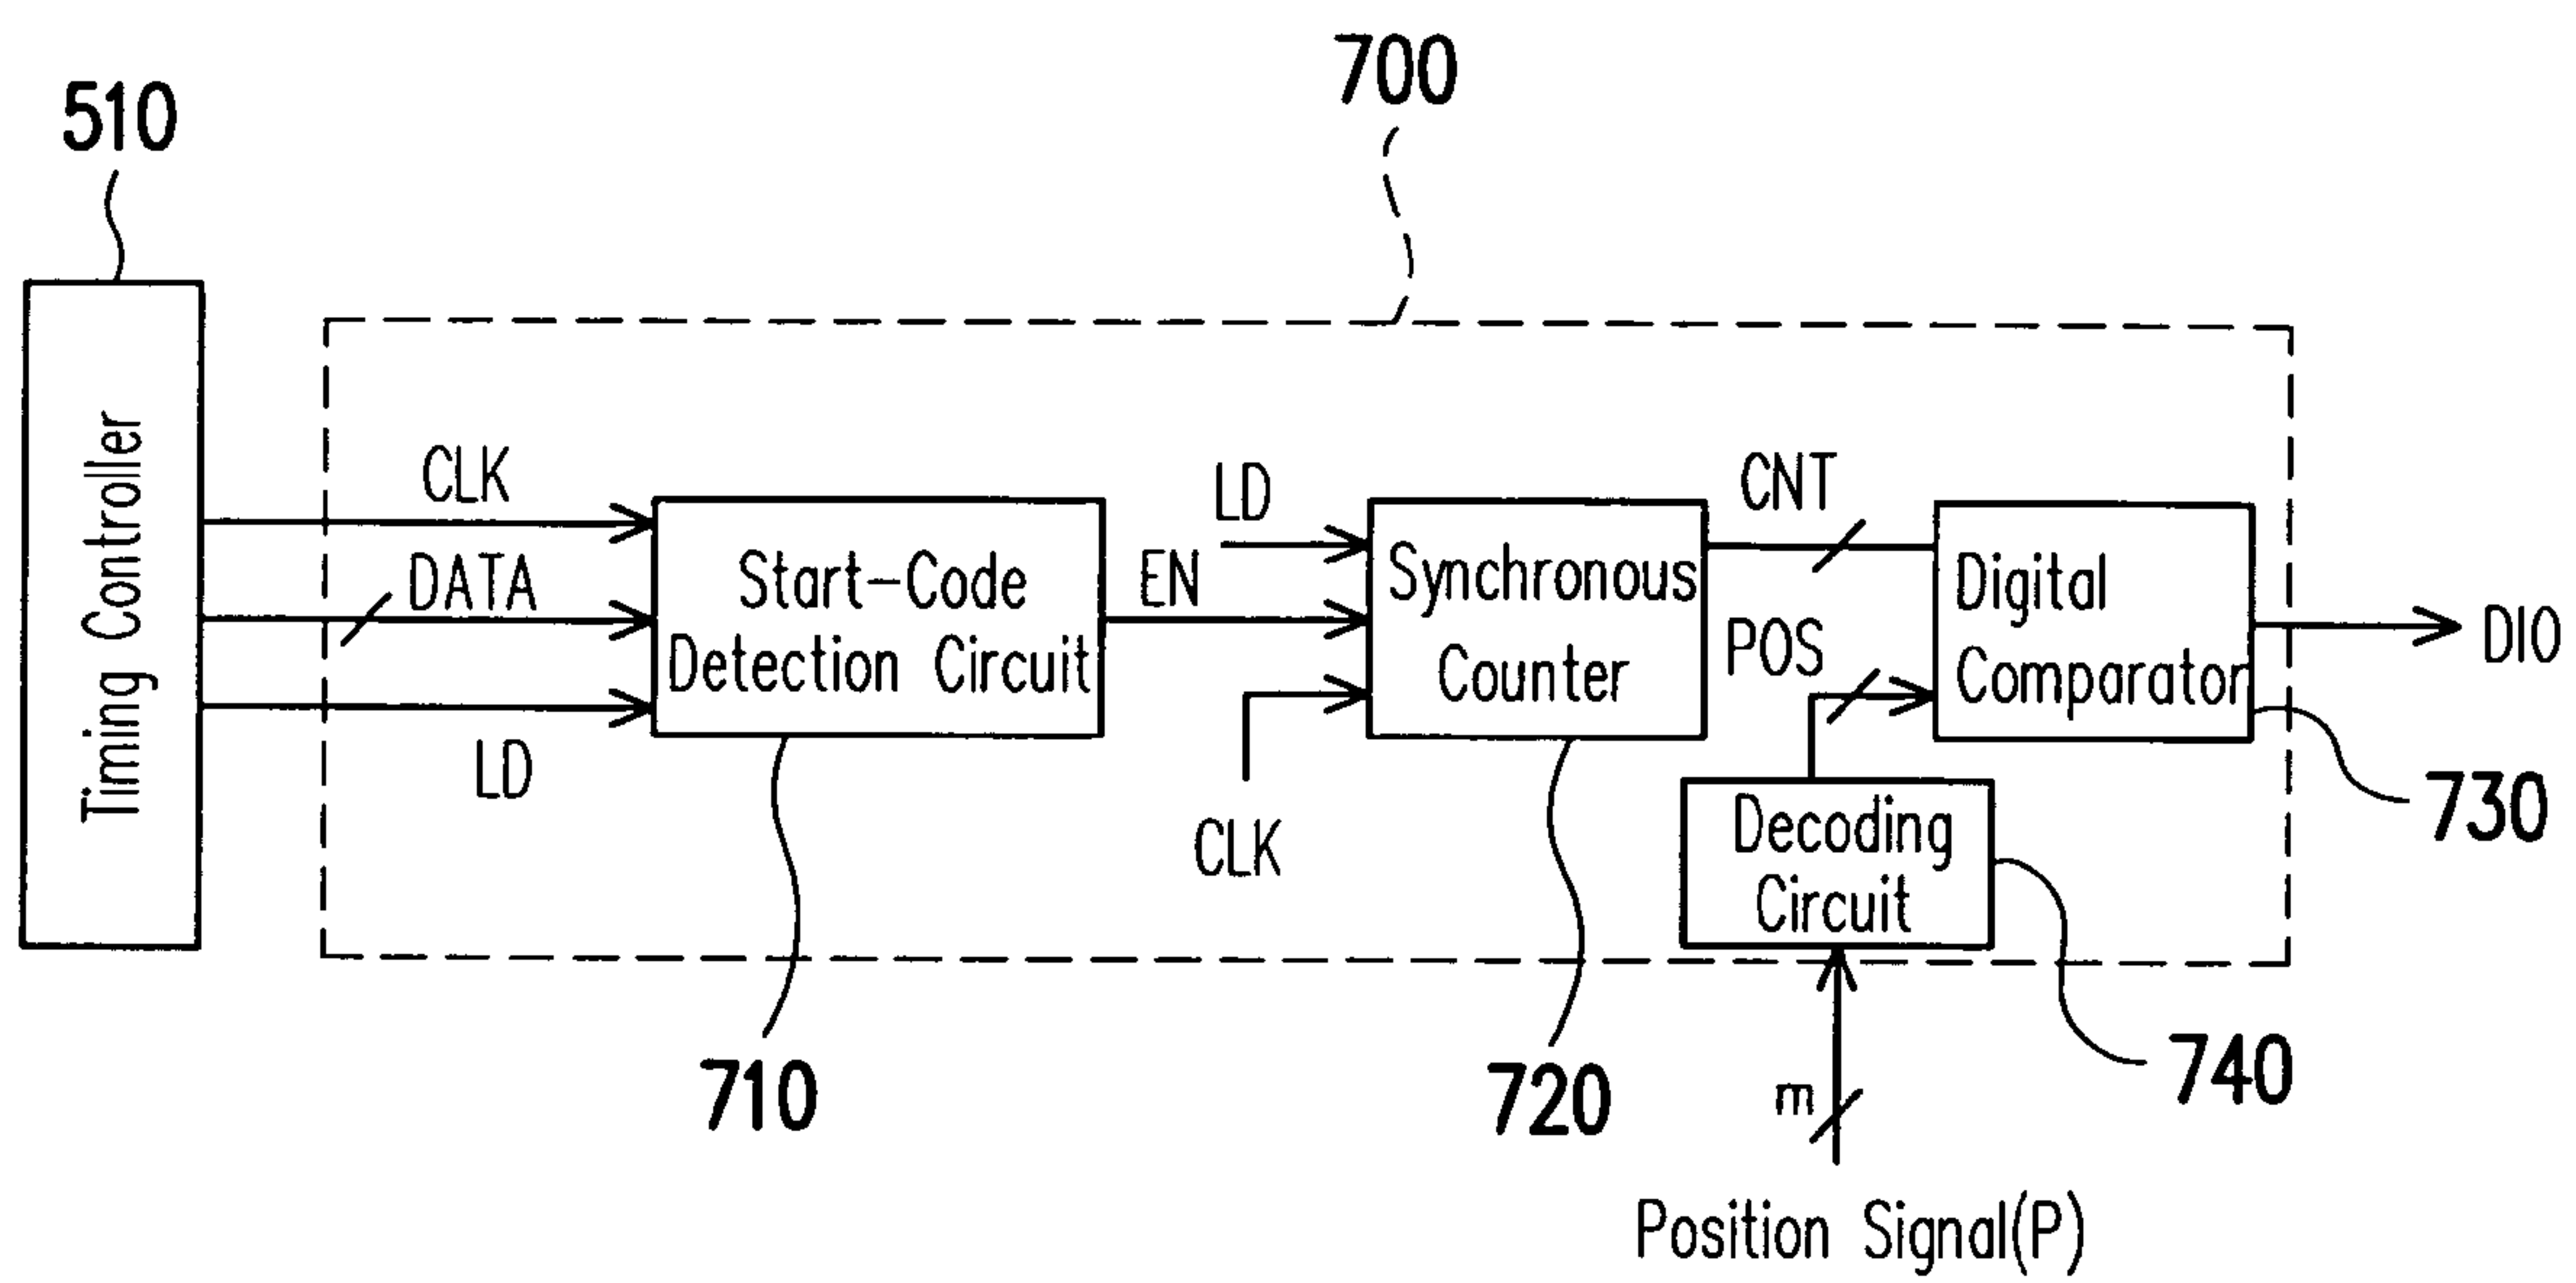 700
510
Timing Controller
CLK
DATA
LD
Start-Code
Detection Circuit
LD
EN
CLK
Synchronous
Counter
CNT
POS
Digital
Comparator
DIO
Decoding
Circuit
730
740
710
720
m
Position Signal(P)